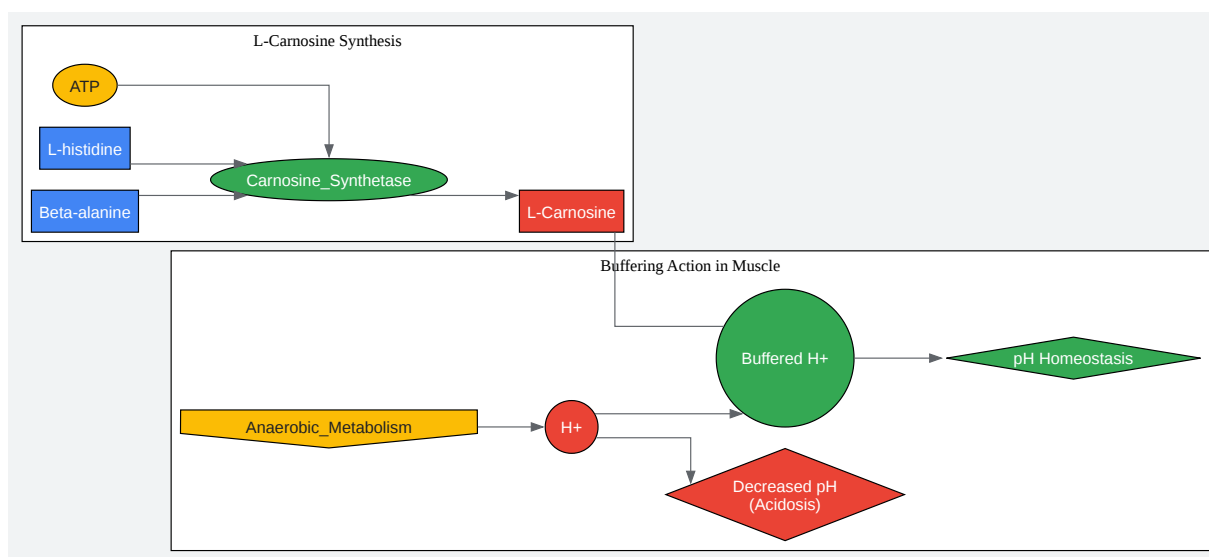 L-Carnosine Synthesis
ATP
L-histidine
Carnosine_Synthetase
Beta-alanine
L-Carnosine
Buffering Action in Muscle
Buffered H+
pH Homeostasis
Anaerobic_Metabolism
H+
Decreased pH
(Acidosis)